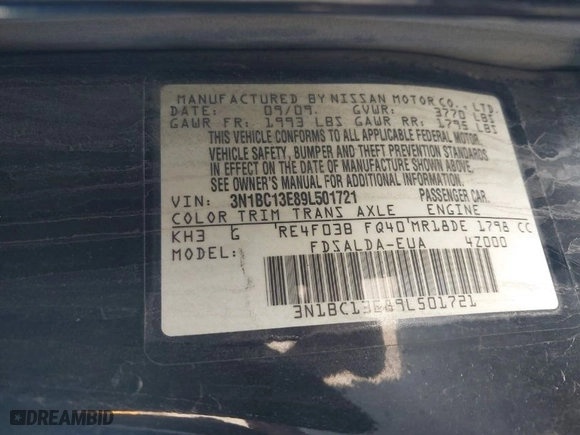 MANUFACTURED BY NISSAN MOTOR CO., LTD.
DATE: 09/09. GVWR: 3770 LBS
GAWR FR: 1993 LBS GAWR RR: 1795 LBS
THIS VEHICLE CONFORMS TO ALL APPLICABLE FEDERAL MOTOR
VEHICLE SAFETY, BUMPER AND THEFT PREVENTION STANDARDS
IN EFFECT ON THE DATE OF MANUFACTURE SHOWN ABOVE.
SEE OWNER'S MANUAL FOR ADDITIONAL INFORMATION.
VIN: 3N1BC13E89L501721 PASSENGER CAR.
COLOR TRIM TRANS AXLE ENGINE
KH3 G RE4F03B FQ40 MR18DE 1798 CC
MODEL: FDSALDA-EUA 4Z000
3N1BC13E89L501721
DREAMBID